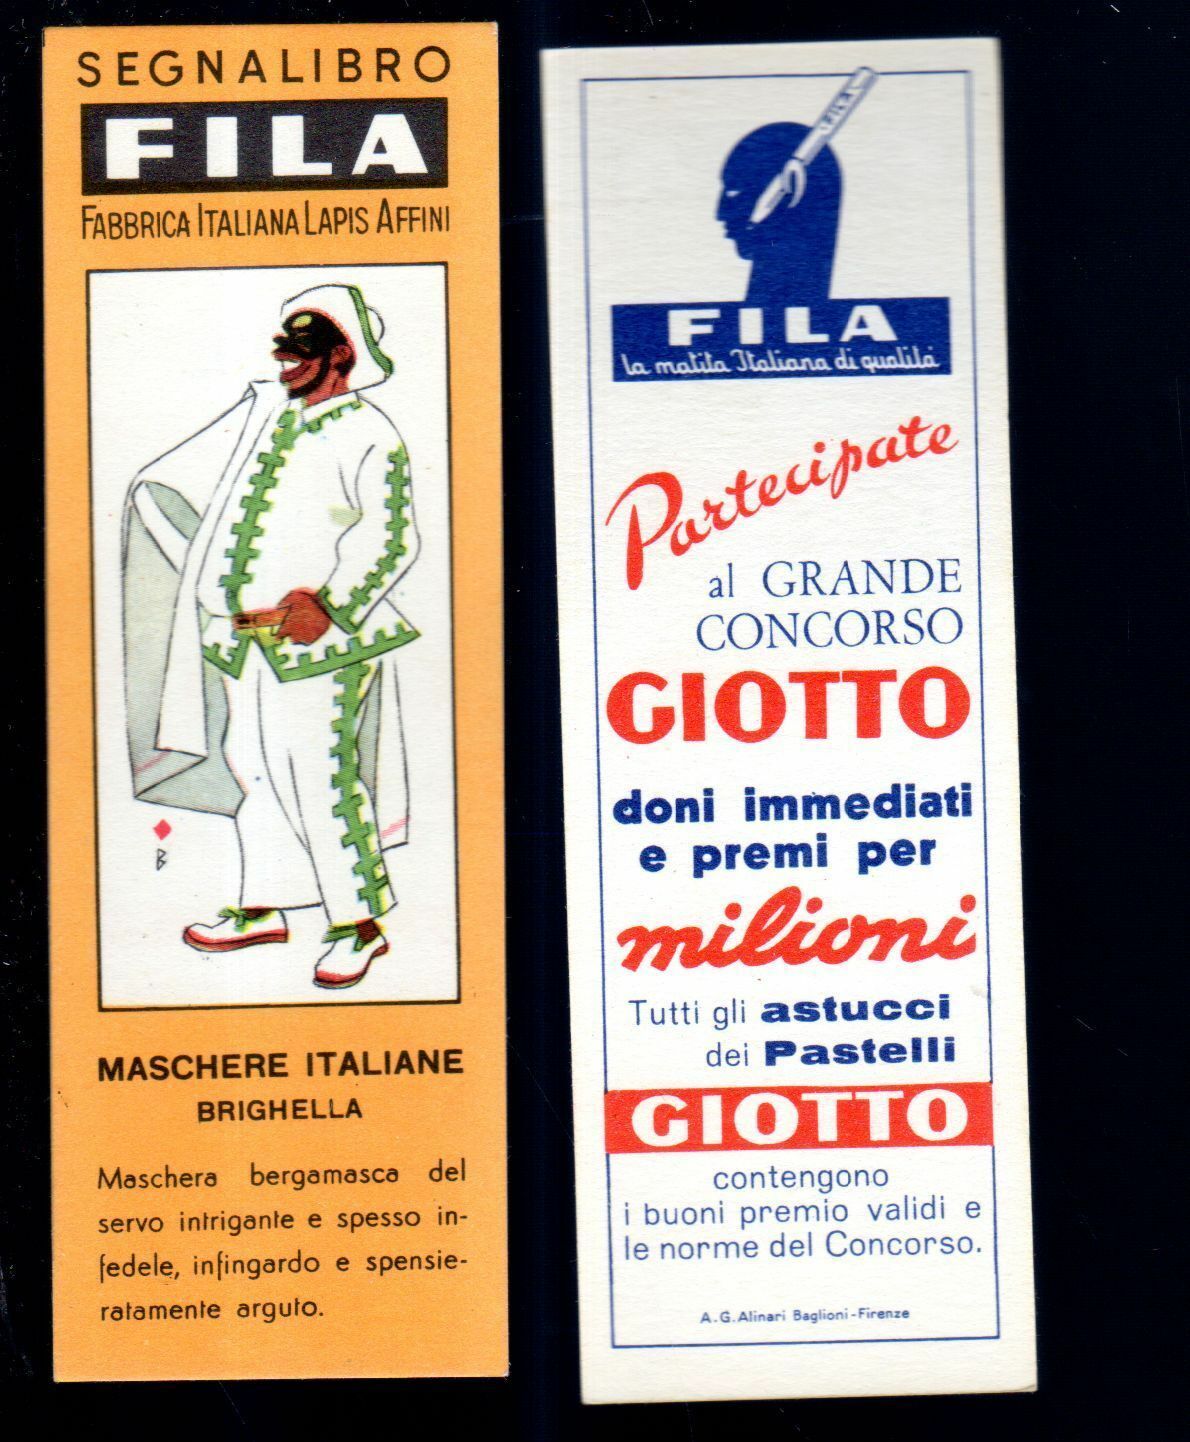 SEGNALIBRO
FILA
FABBRICA ITALIANA LAPIS AFFINI
B
MASCHERE ITALIANE
BRIGHELLA
Maschera bergamasca del
servo intrigante e spesso in-
fedele, infingardo e spensie-
ratamente arguto.
FILA
FILA
la matita Italiana di qualità
Partecipate
al GRANDE
CONCORSO
GIOTTO
doni immediati
e premi per
milioni
Tutti gli astucci
dei Pastelli
GIOTTO
contengono
i buoni premio validi e
le norme del Concorso.
A.G.Alinari Baglioni-Firenze